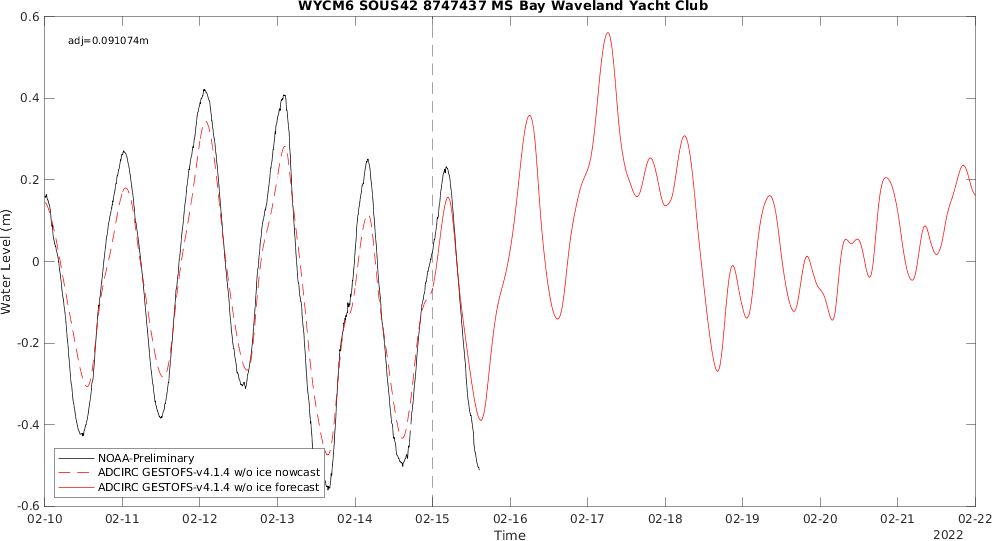 WYCM6 SOUS42 8747437 MS Bay Waveland Yacht Club
adj=0.091074m
Water Level (m)
0.6
0.4
0.2
0
-0.2
-0.4
-0.6
NOAA-Preliminary
ADCIRC GESTOFS-v4.1.4 w/o ice nowcast
ADCIRC GESTOFS-v4.1.4 w/o ice forecast
02-10 02-11 02-12 02-13 02-14 02-15 02-16 02-17 02-18 02-19 02-20 02-21 02-22
Time
2022